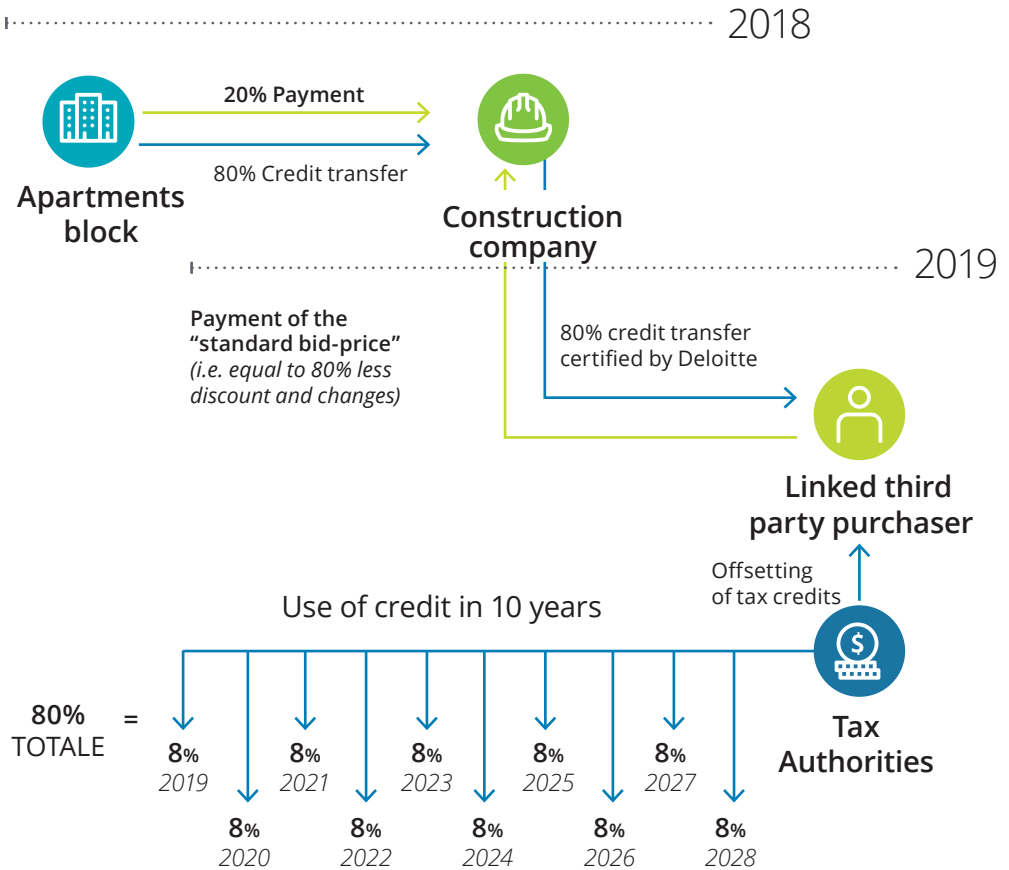 2018
20% Payment
80% Credit transfer
Apartments
block
Construction
company
2019
Payment of the
“standard bid-price”
(i.e. equal to 80% less
discount and changes)
80% credit transfer
certified by Deloitte
Linked third
party purchaser
Offsetting
of tax credits
Use of credit in 10 years
$
Tax
Authorities
80%
TOTALE
=
8%
2019
8%
2020
8%
2021
8%
2022
8%
2023
8%
2024
8%
2025
8%
2026
8%
2027
8%
2028